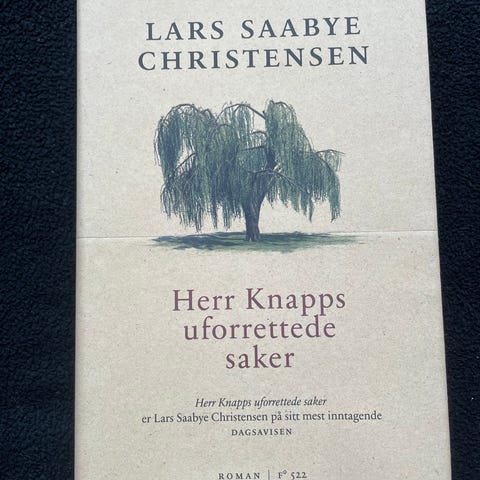 LARS SAABYE
CHRISTENSEN
Herr Knapps
uforrettede
saker
Herr Knapps uforrettede saker
er Lars Saabye Christensen på sitt mest inntagende
DAGSAVISEN
ROMAN | F° 522